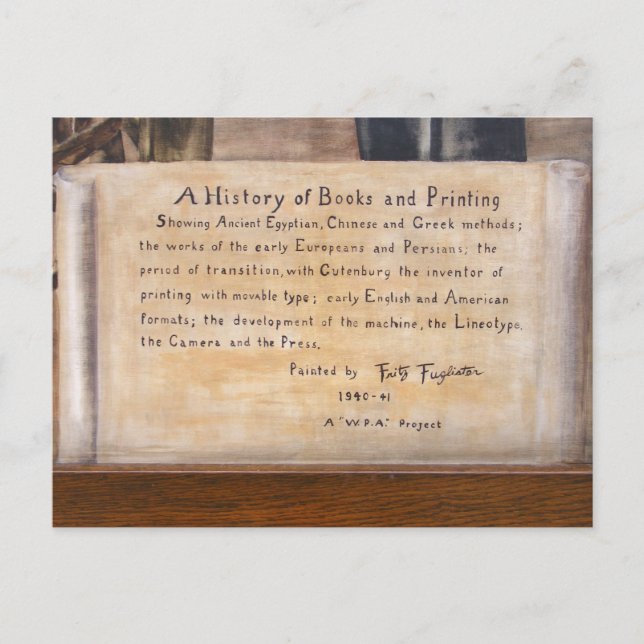 A History of Books and Printing
Showing Ancient Egyptian, Chinese and Greek methods;
the works of the early Europeans and Persians; the
period of transition, with Gutenburg the inventor of
printing with movable type; early English and American
formats; the development of the machine, the Lineotype,
the Camera and the Press.
Painted by Fritz Fuglister
1940-41
A "W.P.A." Project